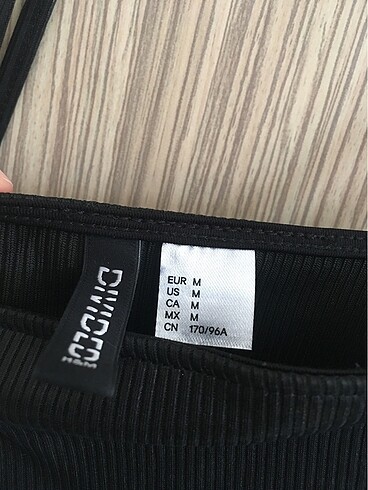 DIVIDED
H&M
EUR M
US M
CA M
MX M
CN 170/96A